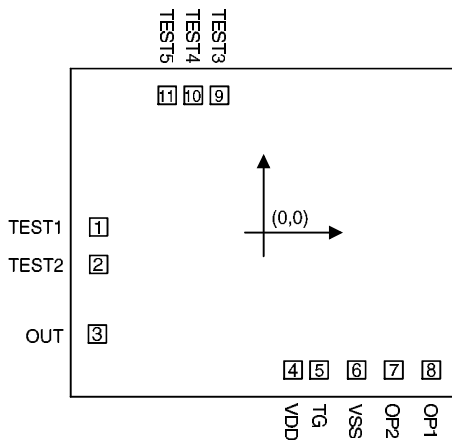 TEST5 TEST4 TEST3
11 10 9
(0,0)
TEST1 1
TEST2 2
OUT 3
4 5 6 7 8
VDD TG VSS OP2 OP1